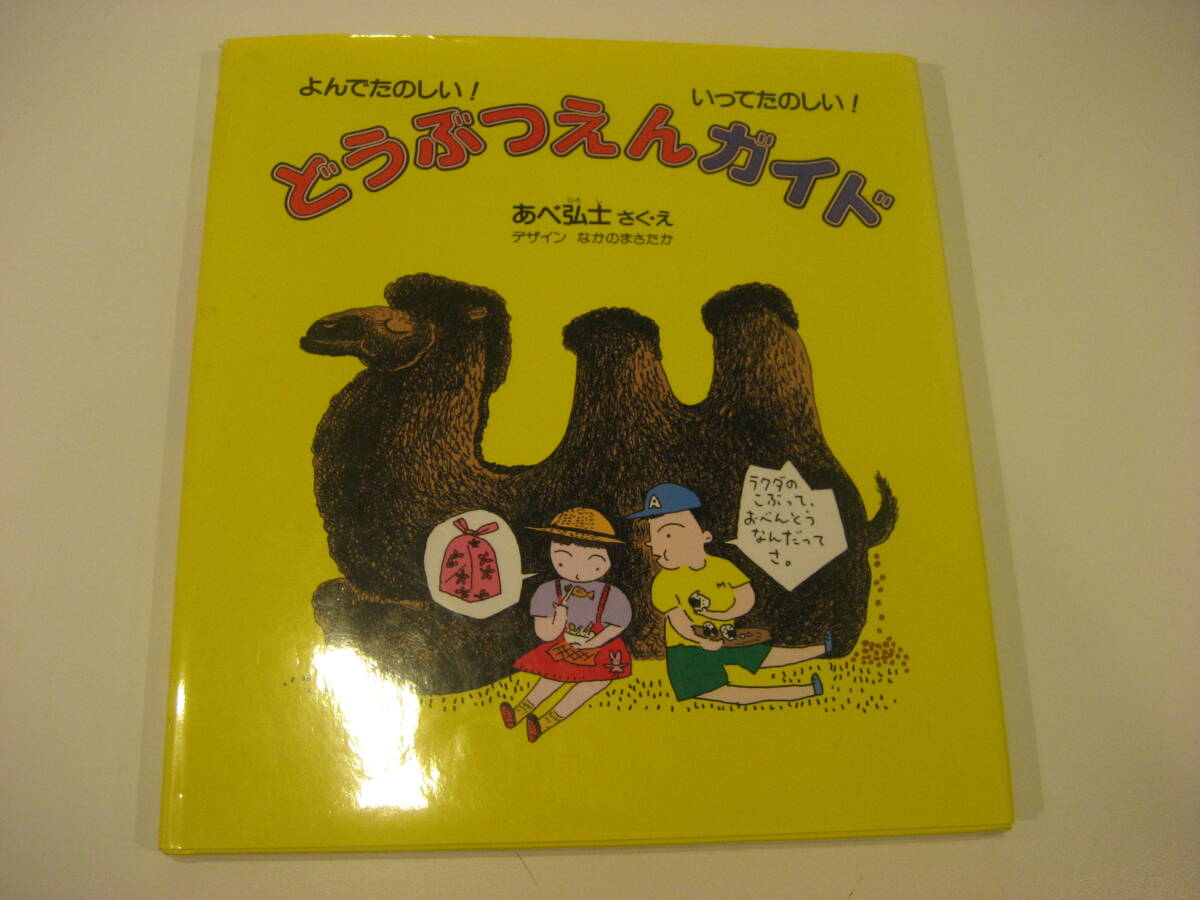 よんでたのしい!
いってたのしい!
どうぶつえんガイド
ひろ し
あべ弘士 さく・え
デザイン なかのまさたか
ラクダの
こぶって、
おべんとう
なんだって
さ。
A
M